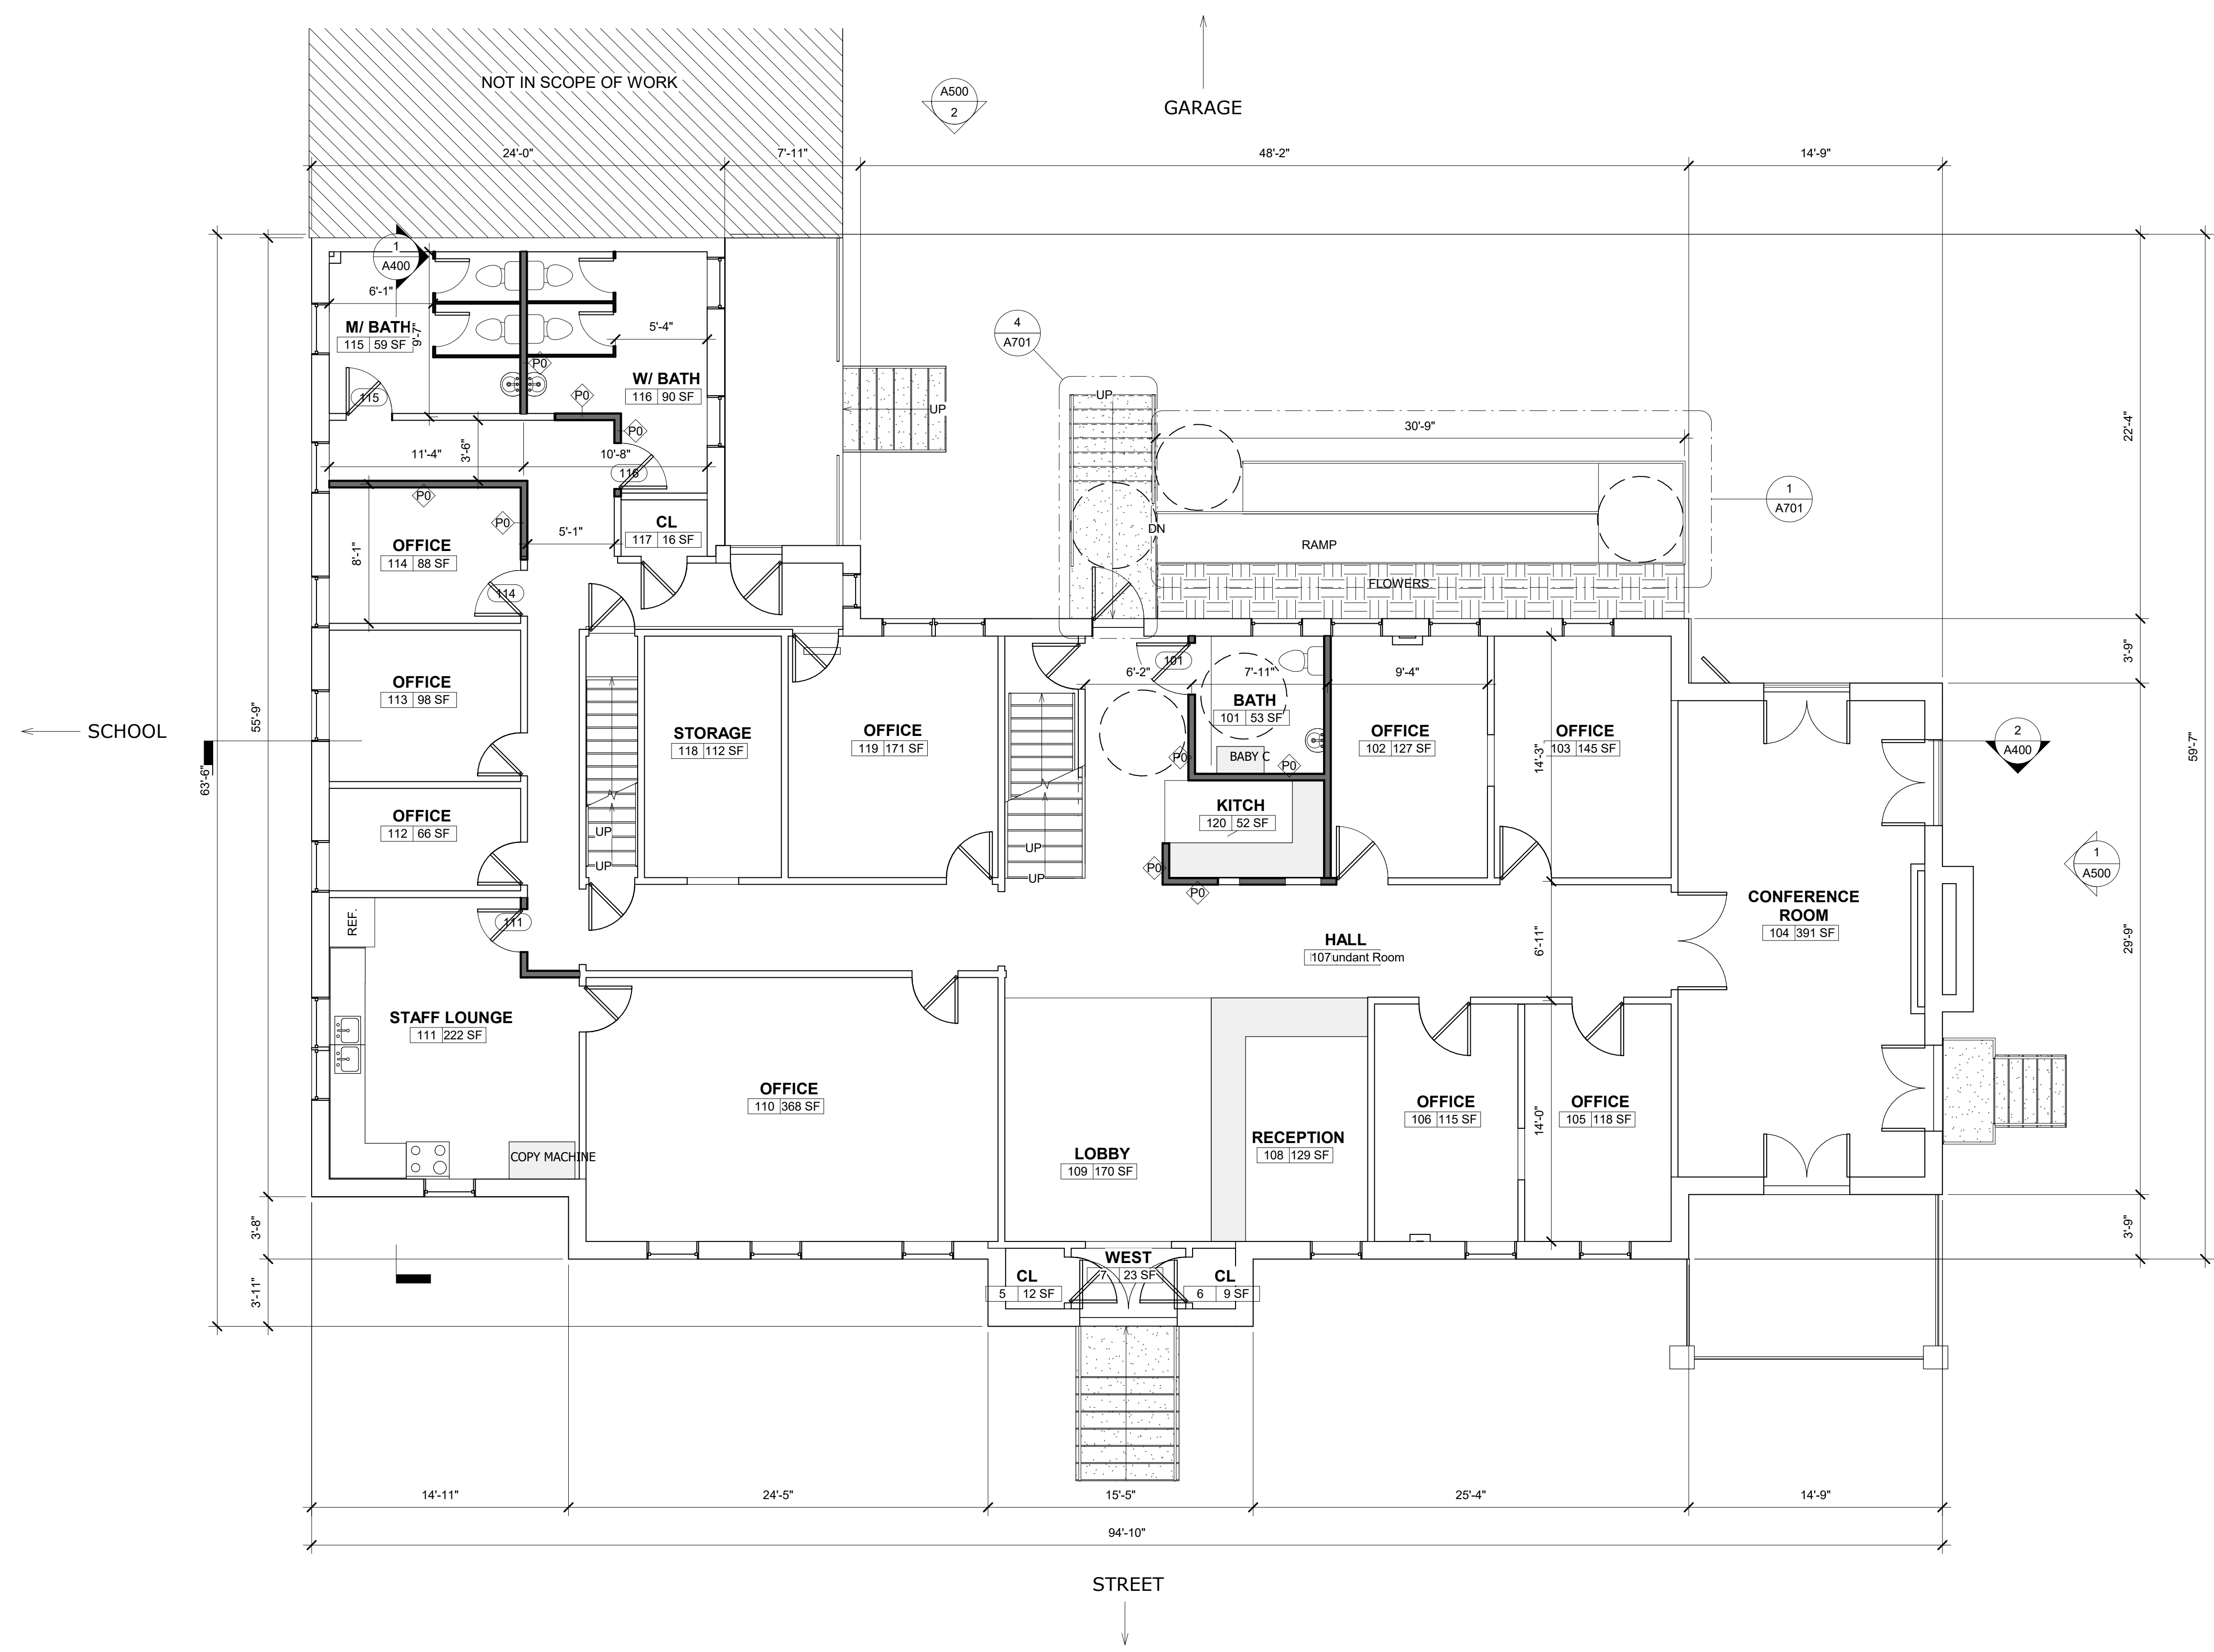 NOT IN SCOPE OF WORK
A500
2
GARAGE
24'-0"
7'-11"
48'-2"
14'-9"
1
A400
6'-1"
M/ BATH
115 59 SF
9'-7"
5'-4"
P0
W/ BATH
116 90 SF
P0
115
P0
UP
4
A701
UP
30'-9"
22'-4"
11'-4"
3'-6"
10'-8"
116
P0
P0
1
A701
CL
117 16 SF
5'-1"
DN
OFFICE
114 88 SF
8'-1"
RAMP
FLOWERS
114
OFFICE
113 98 SF
101
6'-2"
7'-11"
9'-4"
3'-9"
BATH
101 53 SF
SCHOOL
55'-9"
63'-6"
STORAGE
118 112 SF
OFFICE
119 171 SF
P0
BABY C
P0
OFFICE
102 127 SF
14'-3"
OFFICE
103 145 SF
2
A400
59'-7"
OFFICE
112 66 SF
UP
UP
UP
UP
KITCH
120 52 SF
P0
P0
1
A500
REF.
111
CONFERENCE
ROOM
104 391 SF
HALL
107undant Room
6'-11"
29'-9"
STAFF LOUNGE
111 222 SF
OFFICE
110 368 SF
OFFICE
106 115 SF
14'-0"
OFFICE
105 118 SF
COPY MACHINE
LOBBY
109 170 SF
RECEPTION
108 129 SF
3'-8"
3'-9"
WEST
7 23 SF
CL
5 12 SF
CL
6 9 SF
3'-11"
14'-11"
24'-5"
15'-5"
25'-4"
14'-9"
94'-10"
STREET